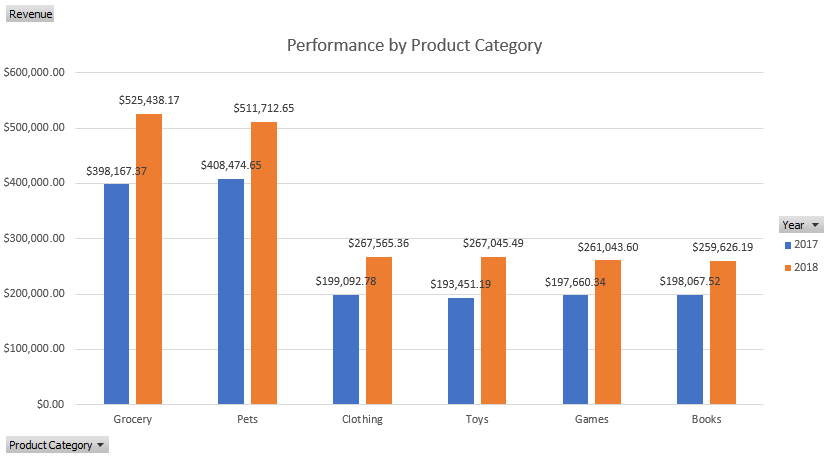 Revenue
Performance by Product Category
$600,000.00
$500,000.00
$400,000.00
$300,000.00
$200,000.00
$100,000.00
$0.00
$398,167.37
$525,438.17
$408,474.65
$511,712.65
$199,092.78
$267,565.36
$193,451.19
$267,045.49
$197,660.34
$261,043.60
$198,067.52
$259,626.19
Grocery
Pets
Clothing
Toys
Games
Books
Year
2017
2018
Product Category